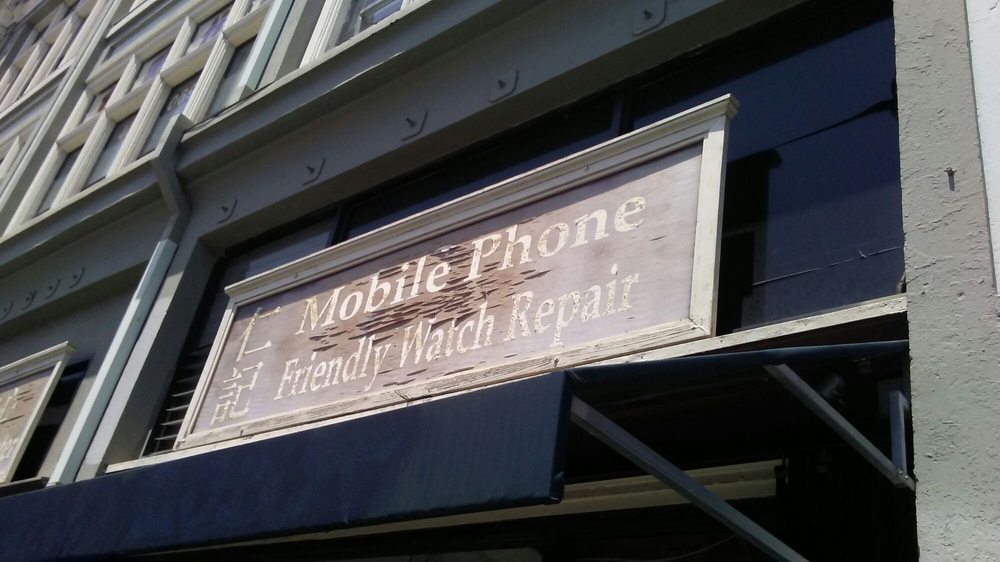 仁記
Mobile Phone
Friendly Watch Repair